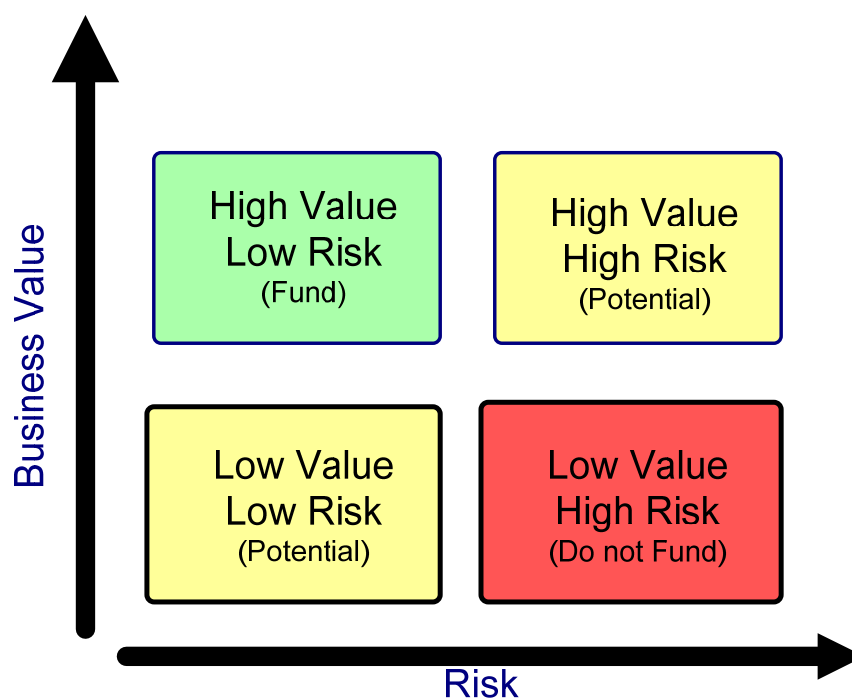 Business Value
High Value
Low Risk
(Fund)
High Value
High Risk
(Potential)
Low Value
Low Risk
(Potential)
Low Value
High Risk
(Do not Fund)
Risk